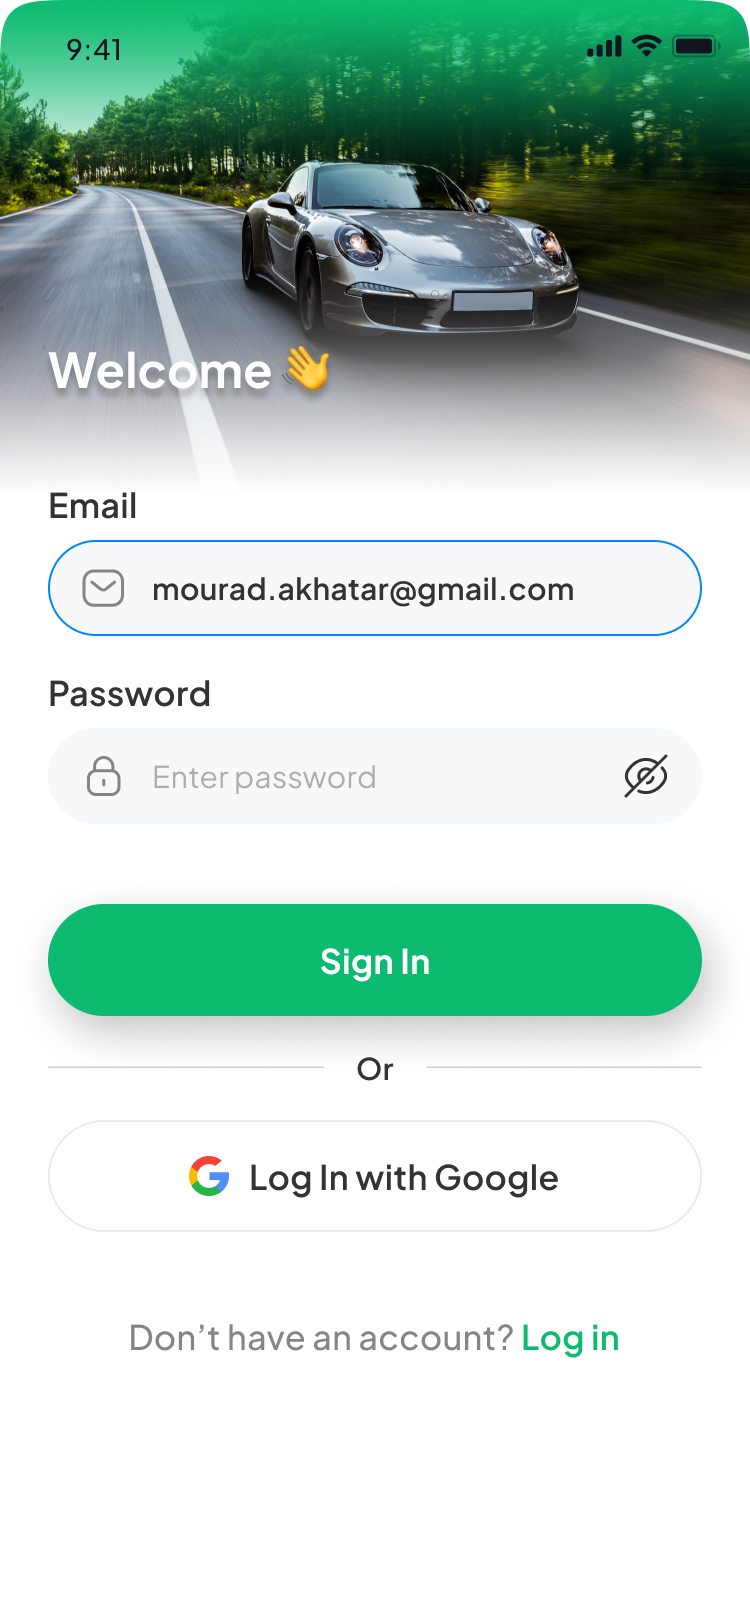 9:41
Welcome 👋
Email
mourad.akhatar@gmail.com
Password
Enter password
Sign In
Or
Log In with Google
Don’t have an account? Log in